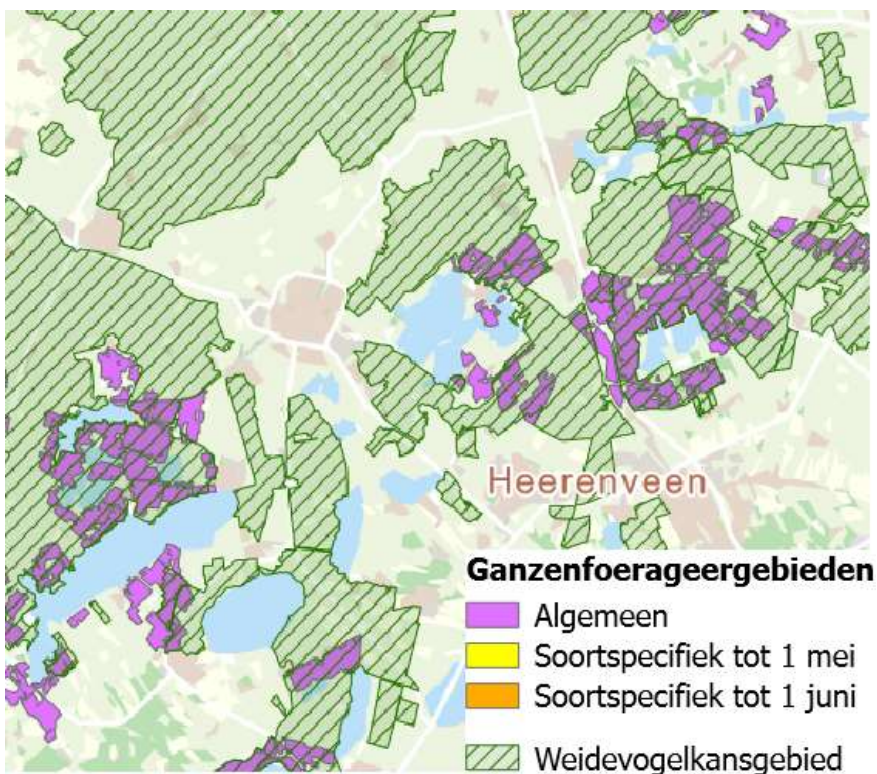 Heerenveen
Ganzenfoerageergebieden
Algemeen
Soortspecifiek tot 1 mei
Soortspecifiek tot 1 juni
Weidevogelkansgebied